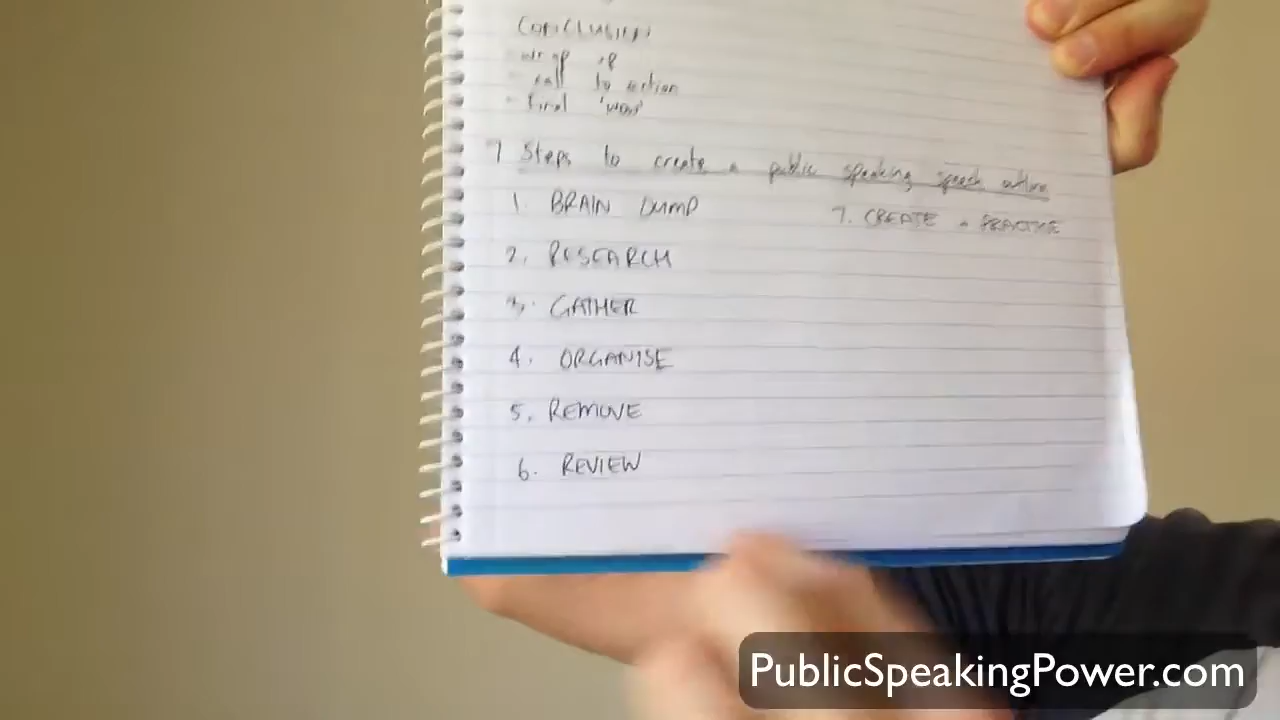 CONCLUSION
- wrap up
- call to action
- final 'wow'
7 Steps to create a public speaking speech outline
1. BRAIN DUMP
7. CREATE & PRACTISE
2. RESEARCH
3. GATHER
4. ORGANISE
5. REMOVE
6. REVIEW
PublicSpeakingPower.com